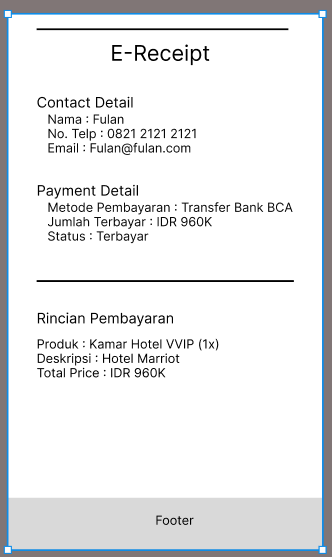 E-Receipt
Contact Detail
Nama : Fulan
No. Telp : 0821 2121 2121
Email : Fulan@fulan.com
Payment Detail
Metode Pembayaran : Transfer Bank BCA
Jumlah Terbayar : IDR 960K
Status : Terbayar
Rincian Pembayaran
Produk : Kamar Hotel VVIP (1x)
Deskripsi : Hotel Marriot
Total Price : IDR 960K
Footer